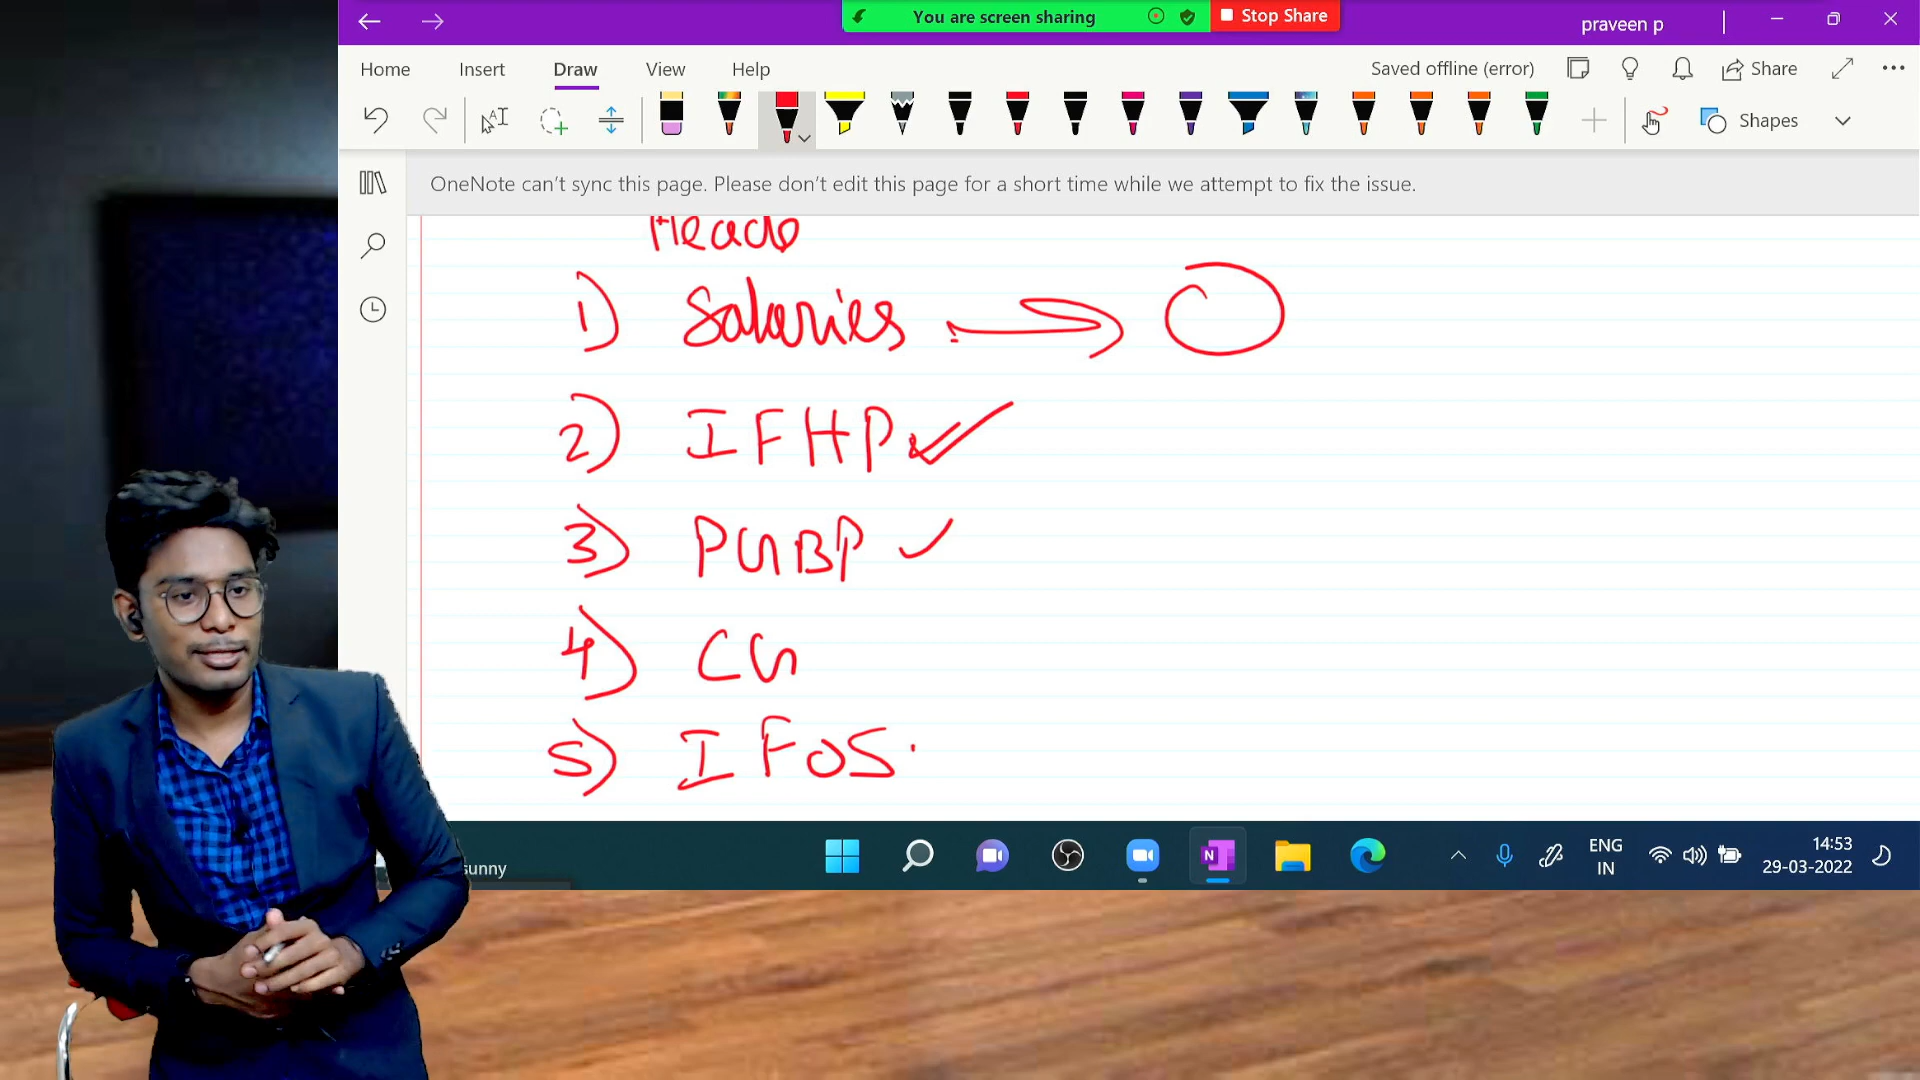 You are screen sharing
Stop Share
praveen p
Home Insert Draw View Help
Saved offline (error)
Share
Shapes
OneNote can't sync this page. Please don't edit this page for a short time while we attempt to fix the issue.
Heads
1) Salaries
2) IFHP
3) PGBP
4) CG
5) IFOS
sunny
ENG
IN
14:53
29-03-2022